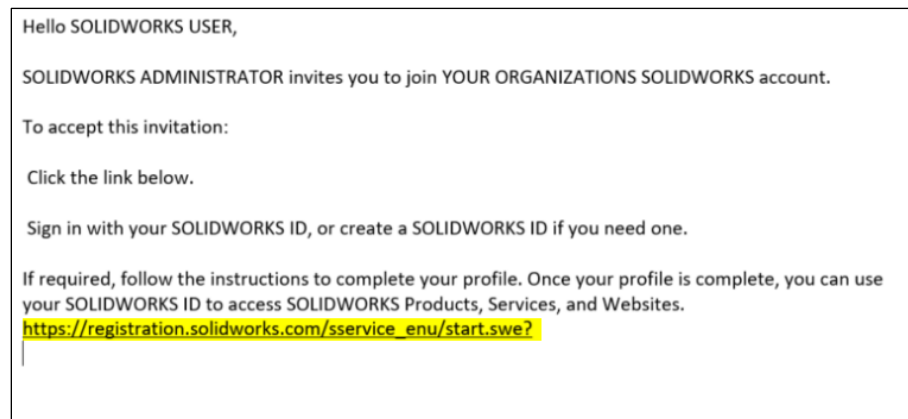 Hello SOLIDWORKS USER,
SOLIDWORKS ADMINISTRATOR invites you to join YOUR ORGANIZATIONS SOLIDWORKS account.
To accept this invitation:
Click the link below.
Sign in with your SOLIDWORKS ID, or create a SOLIDWORKS ID if you need one.
If required, follow the instructions to complete your profile. Once your profile is complete, you can use
your SOLIDWORKS ID to access SOLIDWORKS Products, Services, and Websites.
https://registration.solidworks.com/sservice_enu/start.swe?